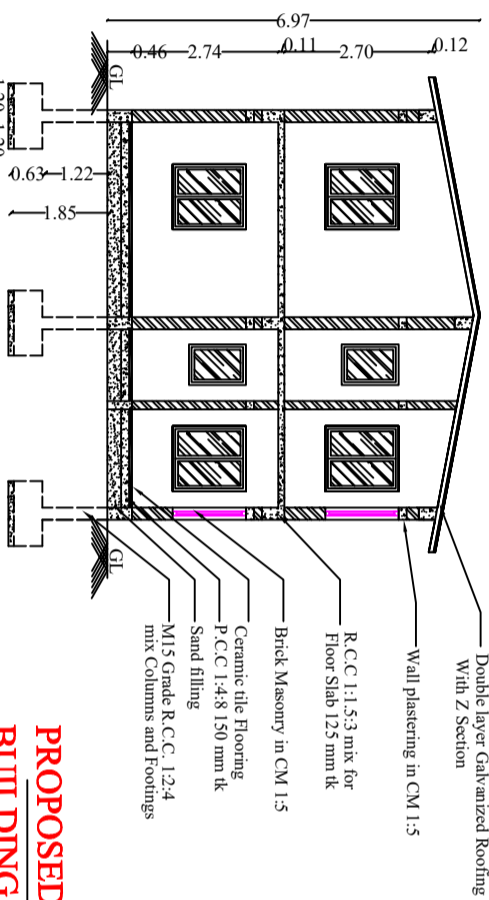 6.97
0.46
2.74
0.11
2.70
0.12
GL
0.63
1.22
1.85
GL
Double layer Galvanized Roofing
With Z Section
Wall plastering in CM 1:5
R.C.C 1:1.5:3 mix for
Floor Slab 125 mm tk
Brick Masonry in CM 1:5
Ceramic tile Flooring
P.C.C 1:4:8 150 mm tk
Sand filling
M15 Grade R.C.C. 1:2:4
mix Columns and Footings
PROPOSED
BUILDING